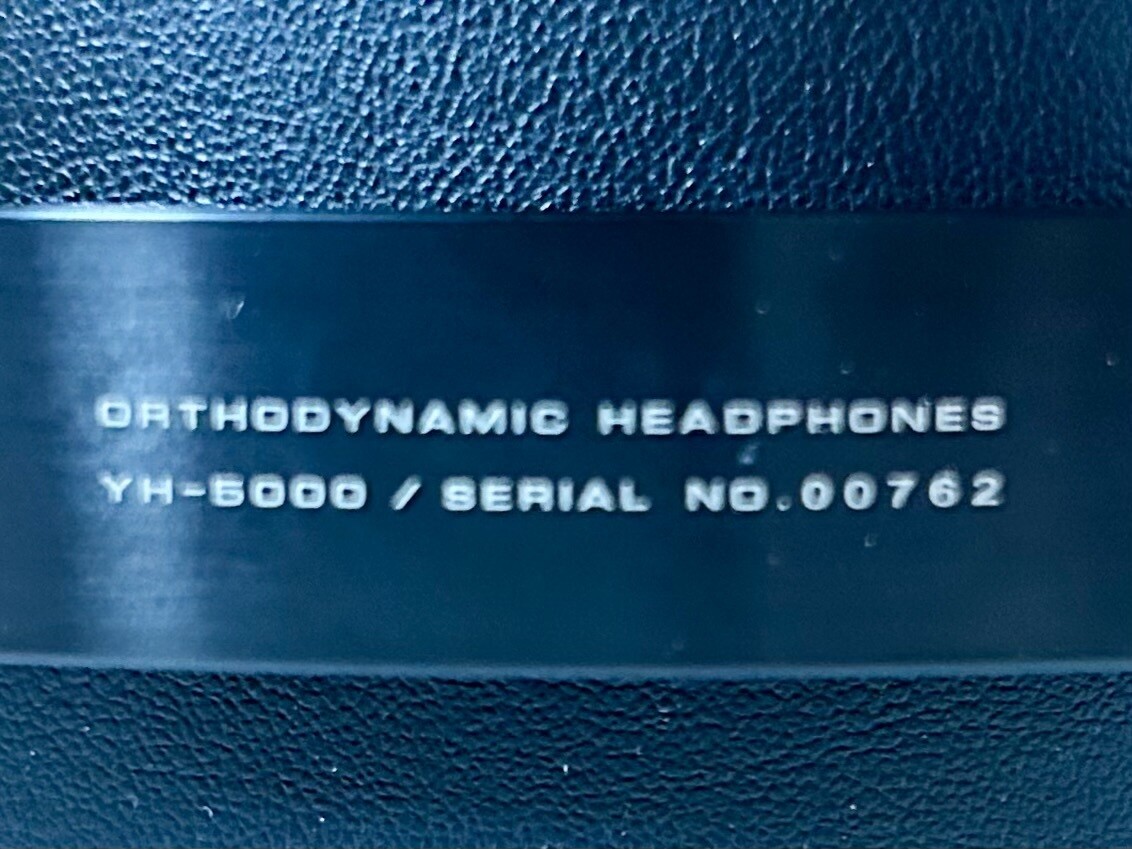 ORTHODYNAMIC HEADPHONES
YH-5000 / SERIAL NO.00762